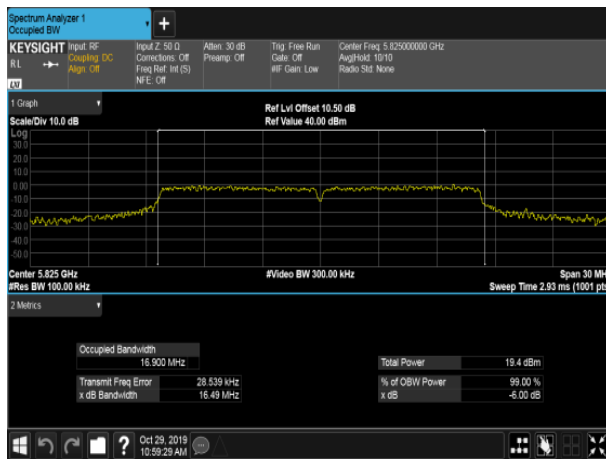 Spectrum Analyzer 1
Occupied BW
KEYSIGHT
RL
LXI
Input: RF
Coupling: DC
Align: Off
Input Z: 50 Ω
Corrections: Off
Freq Ref: Int (S)
NFE: Off
Atten: 30 dB
Preamp: Off
Trig: Free Run
Gate: Off
#IF Gain: Low
Center Freq: 5.825000000 GHz
Avg|Hold: 10/10
Radio Std: None
1 Graph
Scale/Div 10.0 dB
Ref Lvl Offset 10.50 dB
Ref Value 40.00 dBm
Log
30.0
20.0
10.0
0.00
-10.0
-20.0
-30.0
-40.0
-50.0
Center 5.825 GHz
#Res BW 100.00 kHz
#Video BW 300.00 kHz
Span 30 MH
Sweep Time 2.93 ms (1001 pts
2 Metrics
Occupied Bandwidth
16.900 MHz
Transmit Freq Error 28.539 kHz
x dB Bandwidth 16.49 MHz
Total Power 19.4 dBm
% of OBW Power 99.00 %
x dB -6.00 dB
?
Oct 29, 2019
10:59:29 AM